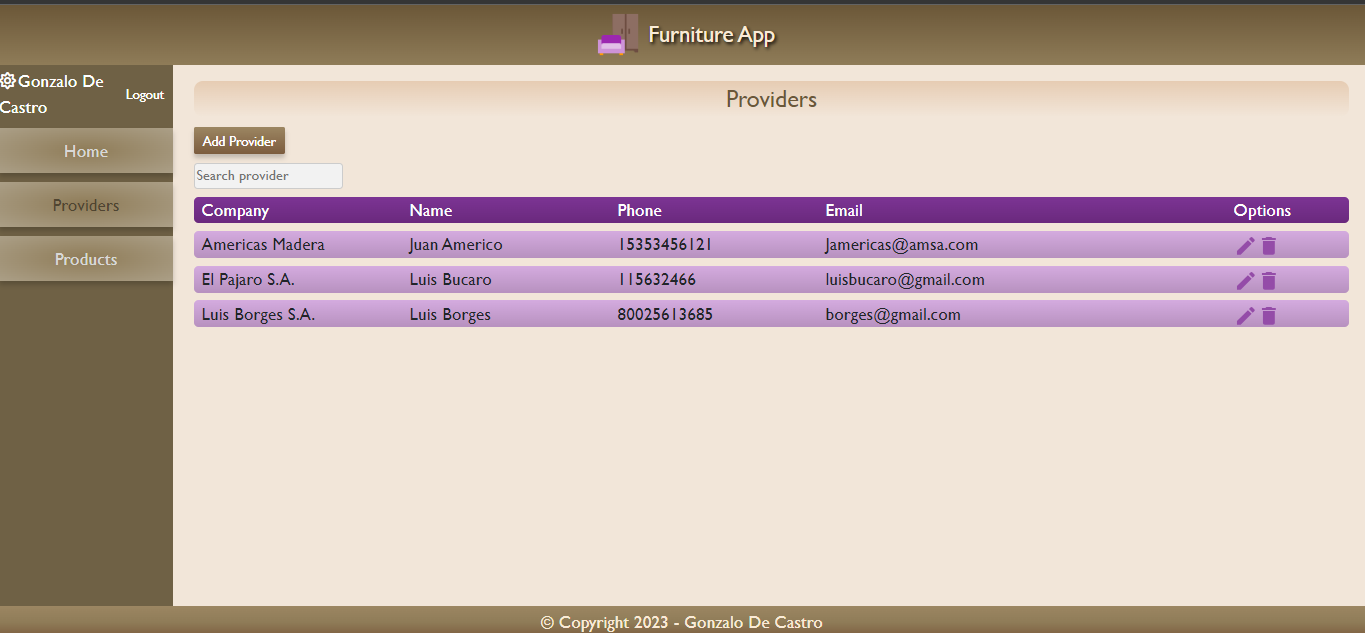 Furniture App
Gonzalo De
Castro
Logout
Home
Providers
Products
Providers
Add Provider
Search provider
Company Name Phone Email Options
Americas Madera Juan Americo 15353456121 Jamericas@amsa.com
El Pajaro S.A. Luis Bucaro 115632466 luisbucaro@gmail.com
Luis Borges S.A. Luis Borges 80025613685 borges@gmail.com
© Copyright 2023 - Gonzalo De Castro